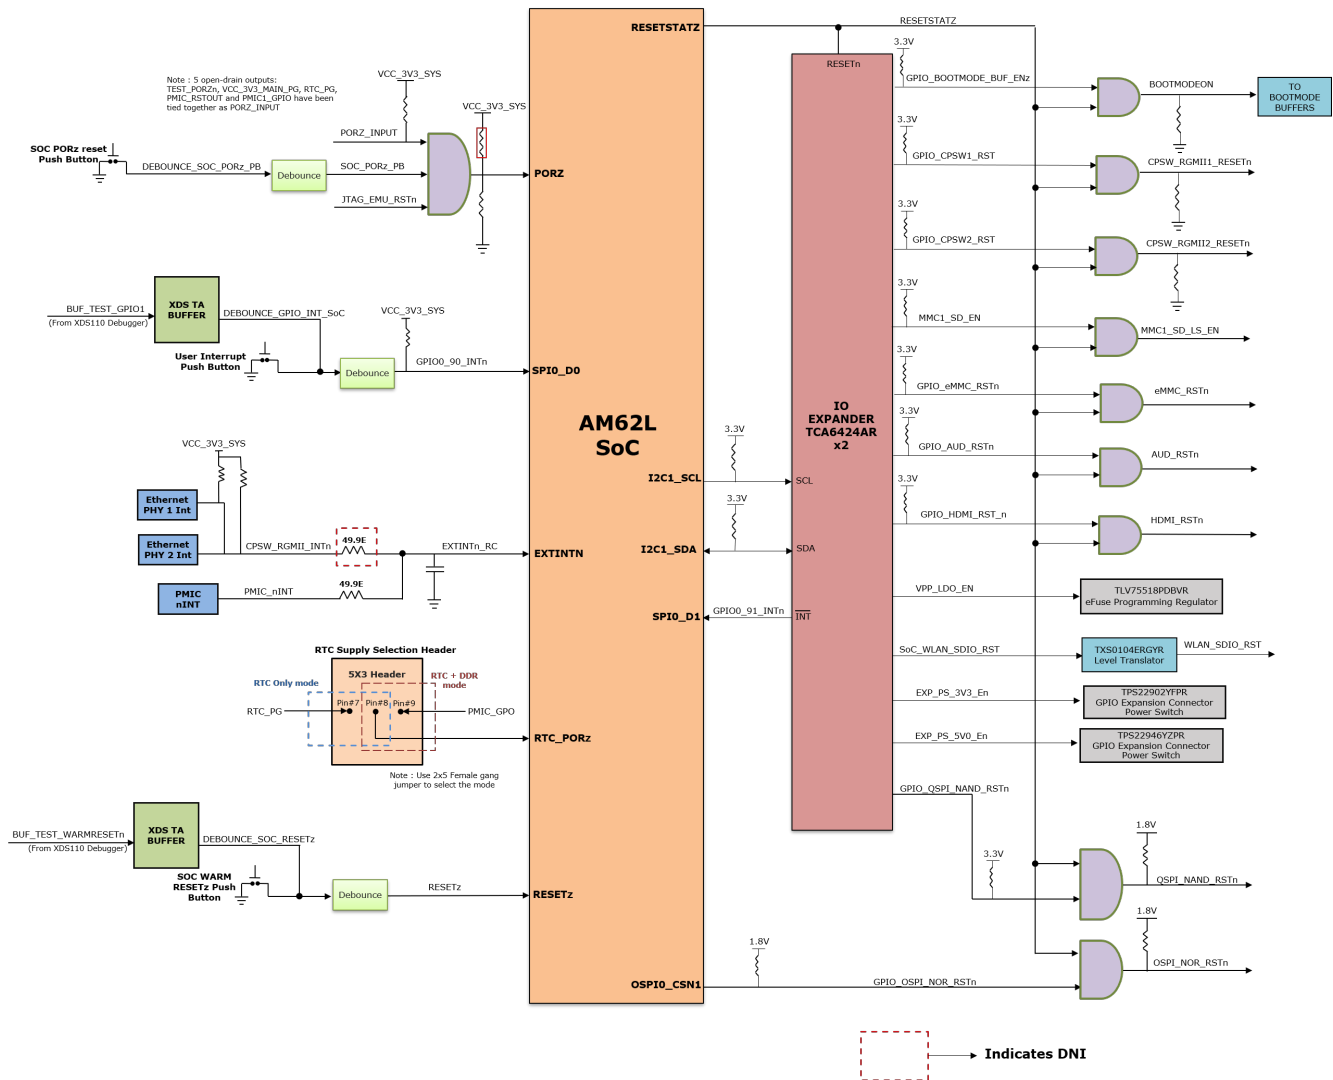 RESETSTATZ
RESETSTATZ
3.3V
RESETn
GPIO_BOOTMODE_BUF_ENz
BOOTMODEON
TO
BOOTMODE
BUFFERS
Note : 5 open-drain outputs:
TEST_PORZn, VCC_3V3_MAIN_PG, RTC_PG,
PMIC_RSTOUT and PMIC1_GPIO have been
tied together as PORZ_INPUT
VCC_3V3_SYS
VCC_3V3_SYS
PORZ_INPUT
SOC PORz reset
Push Button
DEBOUNCE_SOC_PORz_PB
Debounce
SOC_PORz_PB
JTAG_EMU_RSTn
PORZ
3.3V
GPIO_CPSW1_RST
CPSW_RGMII1_RESETn
3.3V
GPIO_CPSW2_RST
CPSW_RGMII2_RESETn
BUF_TEST_GPIO1
(From XDS110 Debugger)
XDS TA
BUFFER
DEBOUNCE_GPIO_INT_SoC
User Interrupt
Push Button
Debounce
VCC_3V3_SYS
GPIO0_90_INTn
SPI0_D0
3.3V
MMC1_SD_EN
MMC1_SD_LS_EN
3.3V
GPIO_eMMC_RSTn
eMMC_RSTn
AM62L
SoC
IO
EXPANDER
TCA6424AR
x2
3.3V
GPIO_AUD_RSTn
AUD_RSTn
VCC_3V3_SYS
Ethernet
PHY 1 Int
Ethernet
PHY 2 Int
CPSW_RGMII_INTn
49.9E
EXTINTn_RC
EXTINTN
PMIC
nINT
PMIC_nINT
49.9E
3.3V
I2C1_SCL
SCL
3.3V
I2C1_SDA
SDA
3.3V
GPIO_HDMI_RST_n
HDMI_RSTn
SPI0_D1
GPIO0_91_INTn
INT
VPP_LDO_EN
TLV75518PDBVR
eFuse Programming Regulator
SoC_WLAN_SDIO_RST
TXS0104ERGYR
Level Translator
WLAN_SDIO_RST
EXP_PS_3V3_En
TPS22902YFPR
GPIO Expansion Connector
Power Switch
EXP_PS_5V0_En
TPS22946YZPR
GPIO Expansion Connector
Power Switch
RTC Supply Selection Header
5X3 Header
RTC Only mode
RTC + DDR
mode
Pin#7
Pin#8
Pin#9
RTC_PG
PMIC_GPO
RTC_PORz
Note : Use 2x5 Female gang
jumper to select the mode
GPIO_QSPI_NAND_RSTn
3.3V
1.8V
QSPI_NAND_RSTn
BUF_TEST_WARMRESETn
(From XDS110 Debugger)
XDS TA
BUFFER
DEBOUNCE_SOC_RESETz
SOC WARM
RESETz Push
Button
Debounce
RESETz
RESETz
1.8V
OSPI_NOR_RSTn
1.8V
OSPI0_CSN1
GPIO_OSPI_NOR_RSTn
Indicates DNI